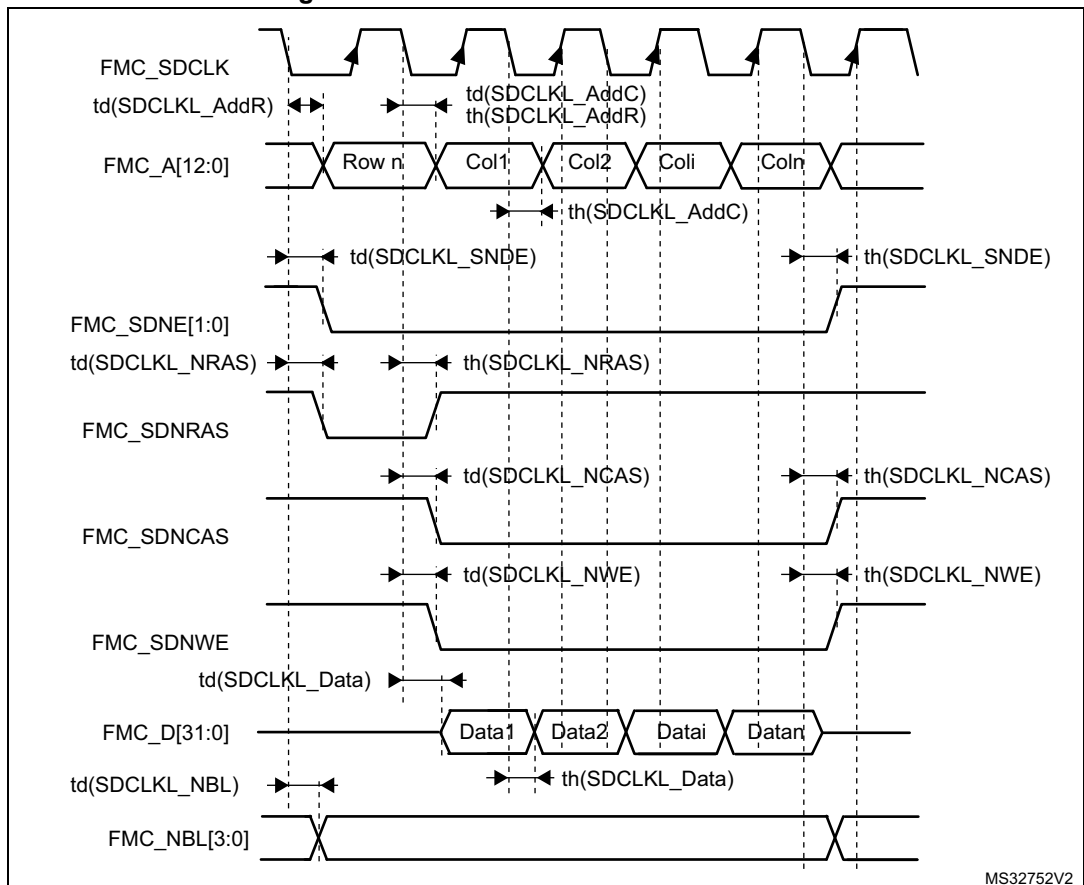 FMC_SDCLK
td(SDCLKL_AddR)
td(SDCLKL_AddC)
th(SDCLKL_AddR)
FMC_A[12:0]
Row n
Col1
Col2
Coli
Coln
th(SDCLKL_AddC)
td(SDCLKL_SNDE)
th(SDCLKL_SNDE)
FMC_SDNE[1:0]
td(SDCLKL_NRAS)
th(SDCLKL_NRAS)
FMC_SDNRAS
td(SDCLKL_NCAS)
th(SDCLKL_NCAS)
FMC_SDNCAS
td(SDCLKL_NWE)
th(SDCLKL_NWE)
FMC_SDNWE
td(SDCLKL_Data)
FMC_D[31:0]
Data1
Data2
Datai
Datan
th(SDCLKL_Data)
td(SDCLKL_NBL)
FMC_NBL[3:0]
MS32752V2